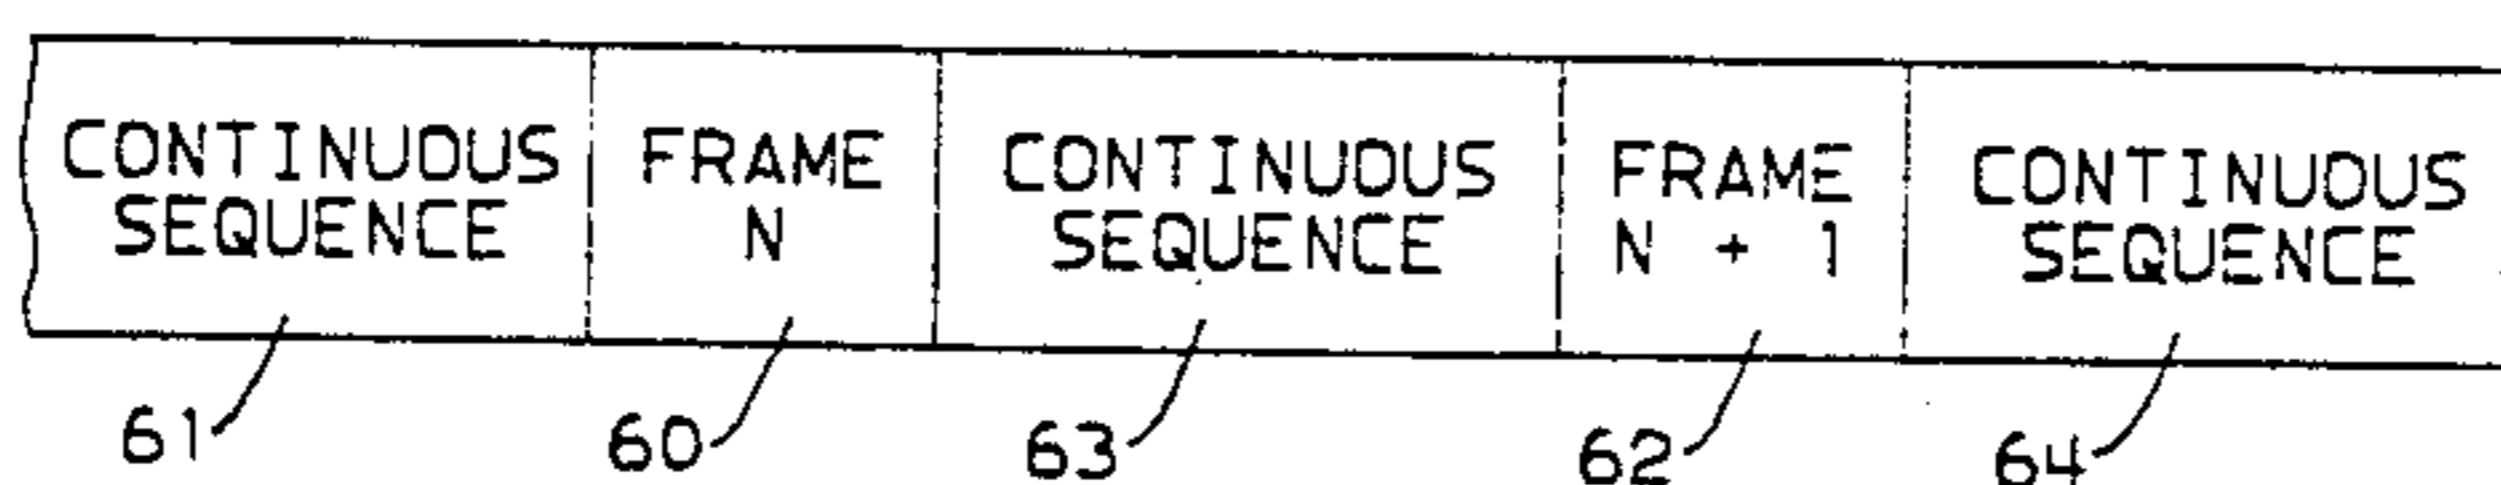 CONTINUOUS
SEQUENCE
FRAME
N
CONTINUOUS
SEQUENCE
FRAME
N + 1
CONTINUOUS
SEQUENCE
61
60
63
62
64